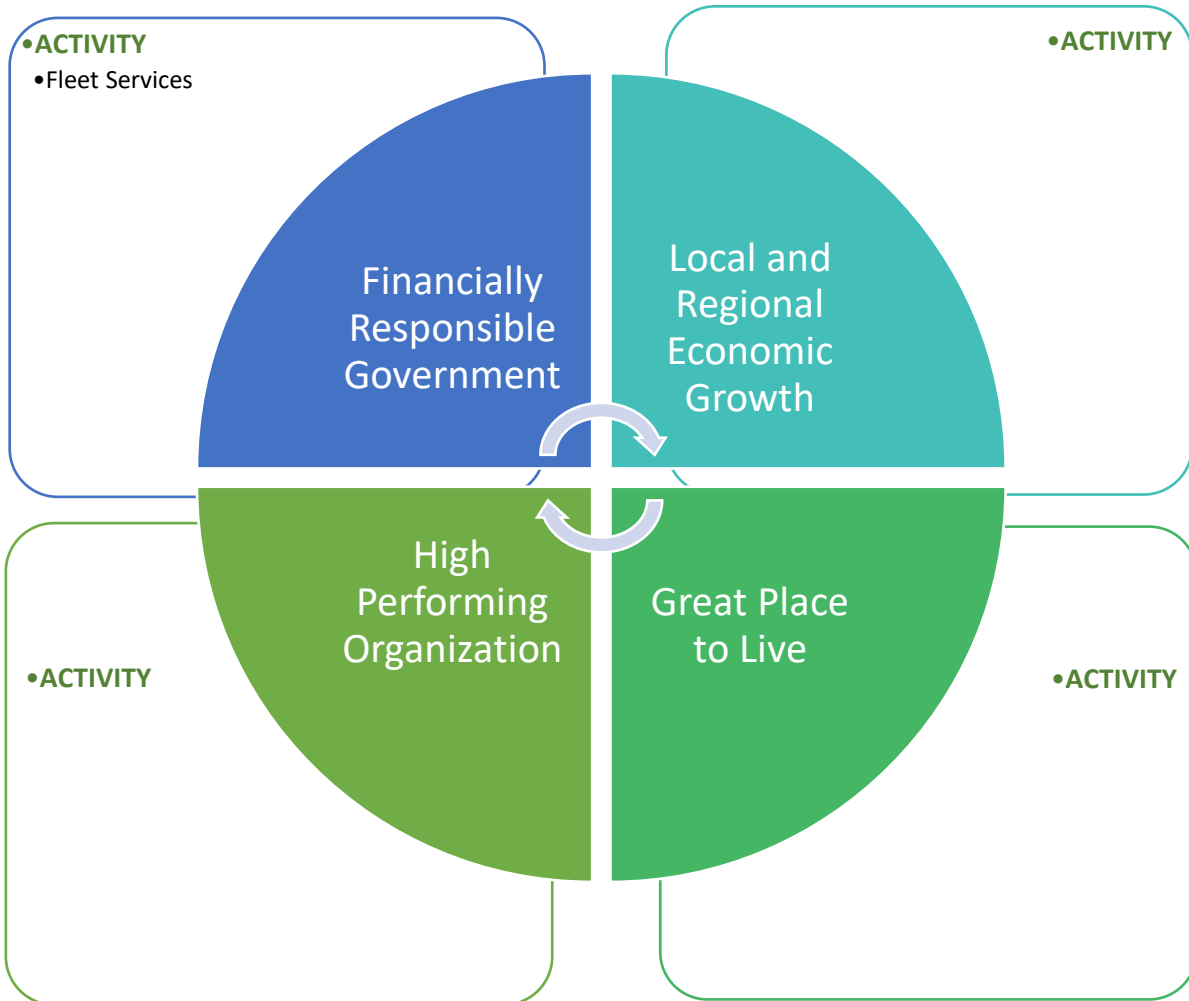 •ACTIVITY
•Fleet Services
•ACTIVITY
Financially
Responsible
Government
Local and
Regional
Economic
Growth
High
Performing
Organization
Great Place
to Live
•ACTIVITY
•ACTIVITY